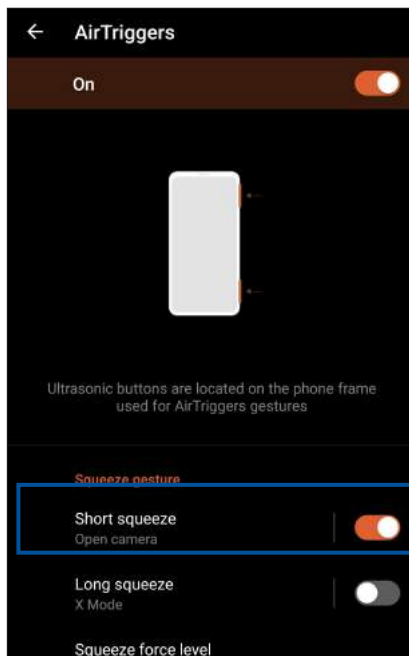 AirTriggers
On
Ultrasonic buttons are located on the phone frame
used for AirTriggers gestures
Squeeze gesture
Short squeeze
Open camera
Long squeeze
X Mode
Squeeze force level